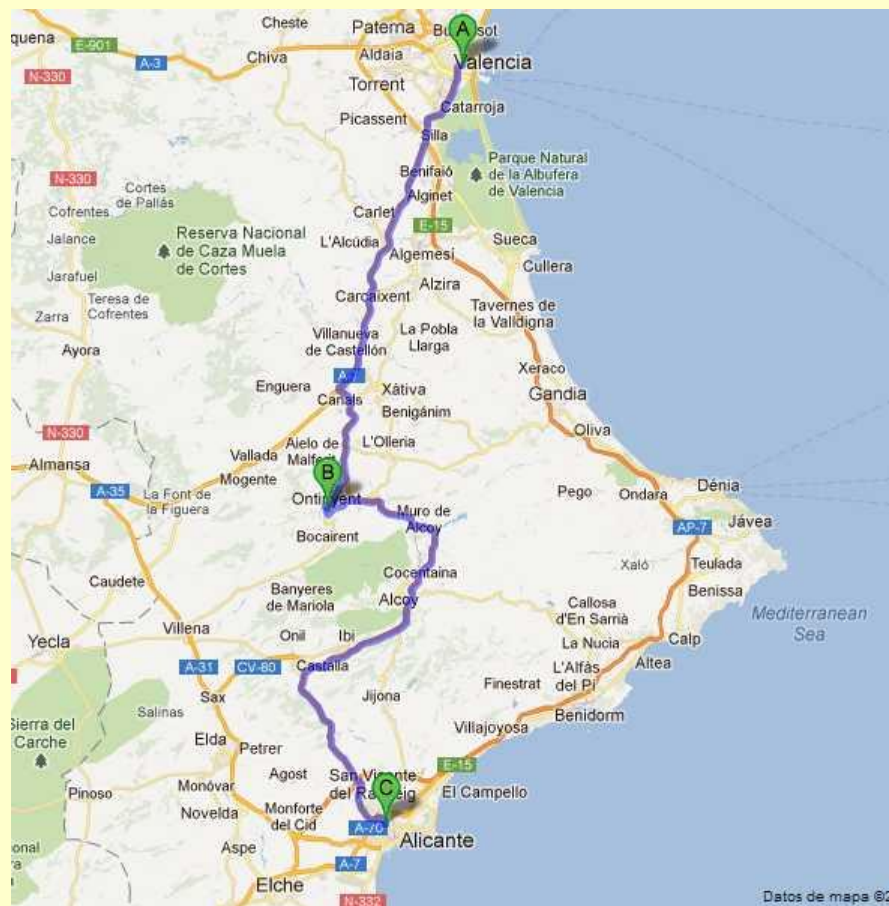 Cheste
Paterna
A
quena
E-901
Aldaia
Valencia
A-3
Chiva
N-330
Torrent
Catarroja
Picassent
Silla
Parque Natural
de la Albufera
de Valencia
Benifaió
N-330
Cortes
de Pallás
Alginet
Cofrentes
Carlet
E-15
Reserva Nacional
de Caza Muela
de Cortes
L'Alcúdia
Sueca
Jalance
Algemesí
Cullera
Jarafuel
Alzira
Teresa de
Cofrentes
Carcaixent
Tavernes de
la Valldigna
Zarra
Villanueva
de Castellón
La Pobla
Llarga
Ayora
Xeraco
Enguera
Xátiva
Canals
Gandia
Benigánim
N-330
Oliva
Aielo de
L'Olleria
Vallada
B
Almansa
Mogente
A-35
La Font de
la Figuera
Pego
Ondara
Dénia
Muro de
Alcoy
Jávea
AP-7
Bocairent
Xaló
Teulada
Cocentaina
Caudete
Benissa
Banyeres
de Mariola
Alcoy
Callosa
d'En Sarrià
Mediterranean
Sea
Villena
Onil
Ibi
Calp
Yecla
La Nucia
Altea
A-31
CV-80
Castalla
L'Alfàs
del Pi
Finestrat
Sax
Jijona
Benidorm
Salinas
Sierra del
Carche
Villajoyosa
Elda
Petrer
E-15
Agost
San Vicente
C
El Campello
Pinoso
Monóvar
Monforte
del Cid
Novelda
A-70
Alicante
Aspe
A-7
Elche
N-332
Datos de mapa ©2